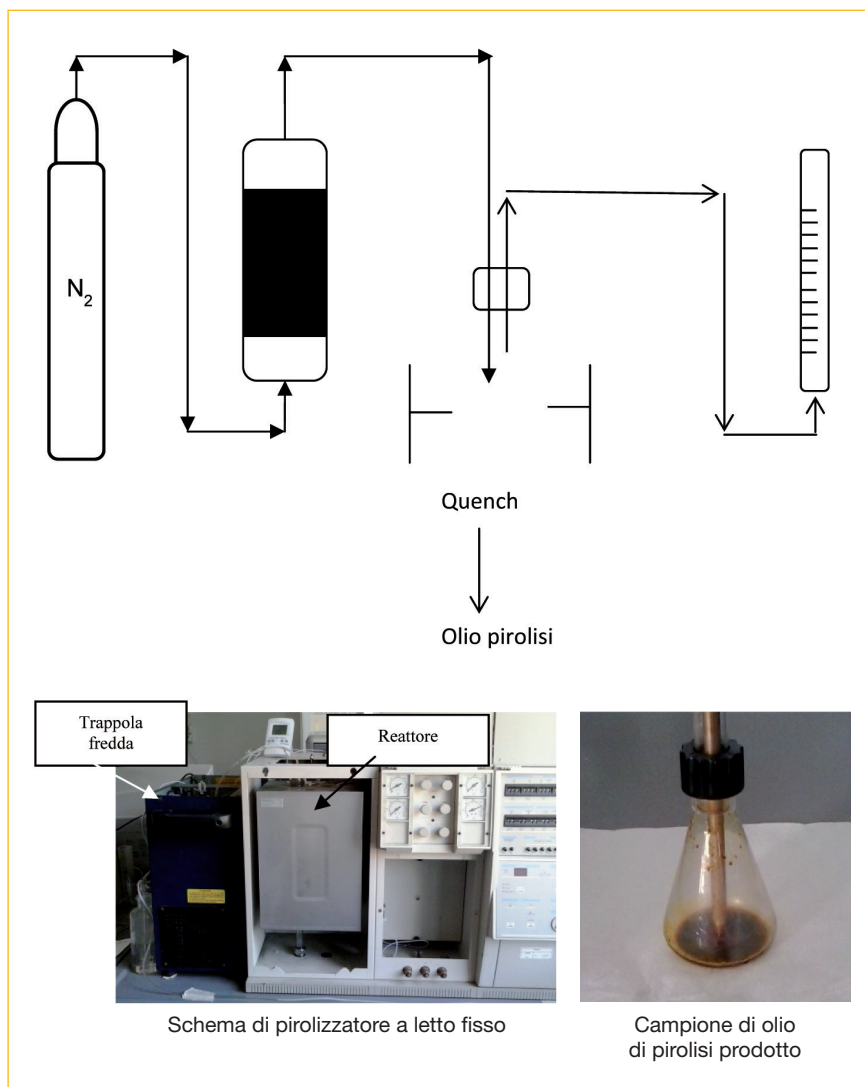 N2
Quench
Olio pirolisi
Trappola
fredda
Reattore
Schema di pirolizzatore a letto fisso
Campione di olio
di pirolisi prodotto